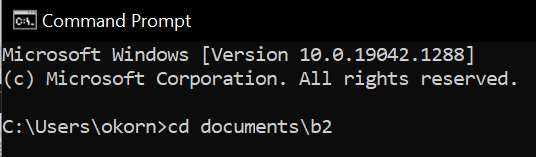 Command Prompt
Microsoft Windows [Version 10.0.19042.1288]
(c) Microsoft Corporation. All rights reserved.
C:\Users\okorn>cd documents\b2